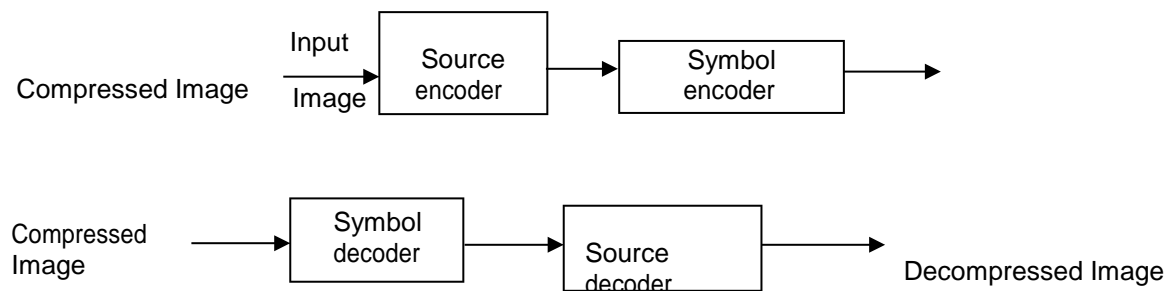 Input
Compressed Image
Image
Source
encoder
Symbol
encoder
Compressed
Image
Symbol
decoder
Source
decoder
Decompressed Image